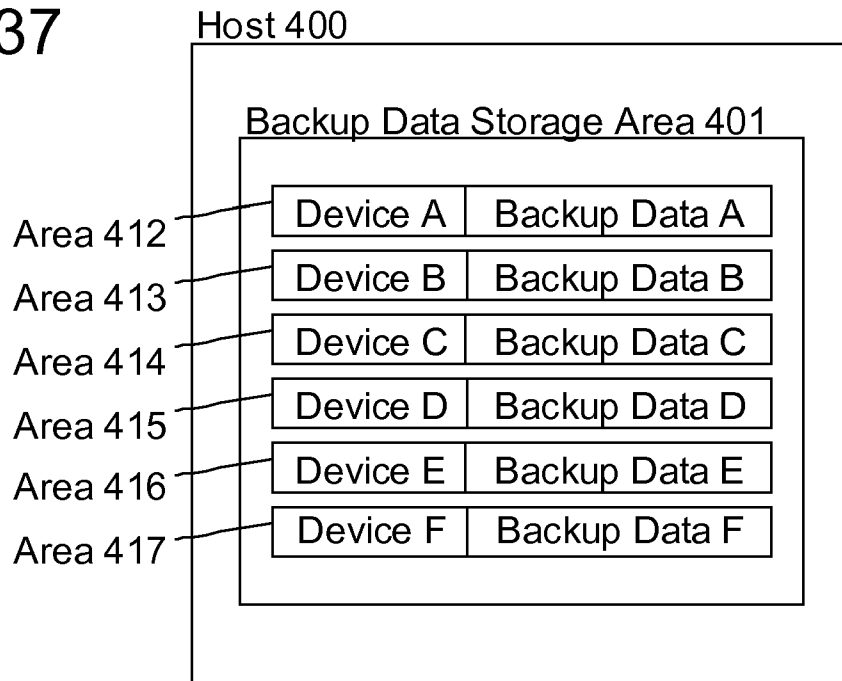 37
Host 400
Backup Data Storage Area 401
Area 412 Device A Backup Data A
Area 413 Device B Backup Data B
Area 414 Device C Backup Data C
Area 415 Device D Backup Data D
Area 416 Device E Backup Data E
Area 417 Device F Backup Data F